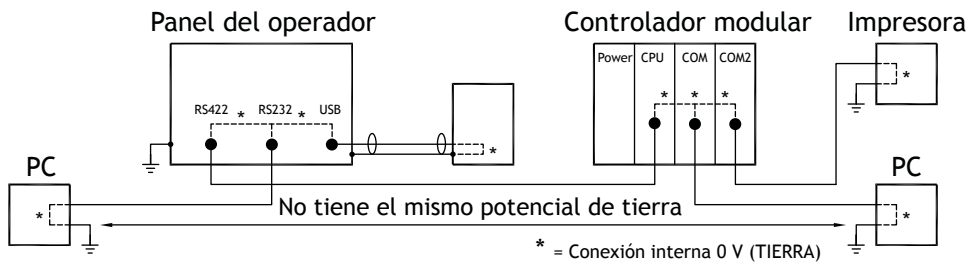 Panel del operador
Controlador modular
Impresora
Power CPU COM COM2
*
* * *
RS422 * RS232 * USB
*
PC
PC
*
No tiene el mismo potencial de tierra
*
* = Conexión interna 0 V (TIERRA)